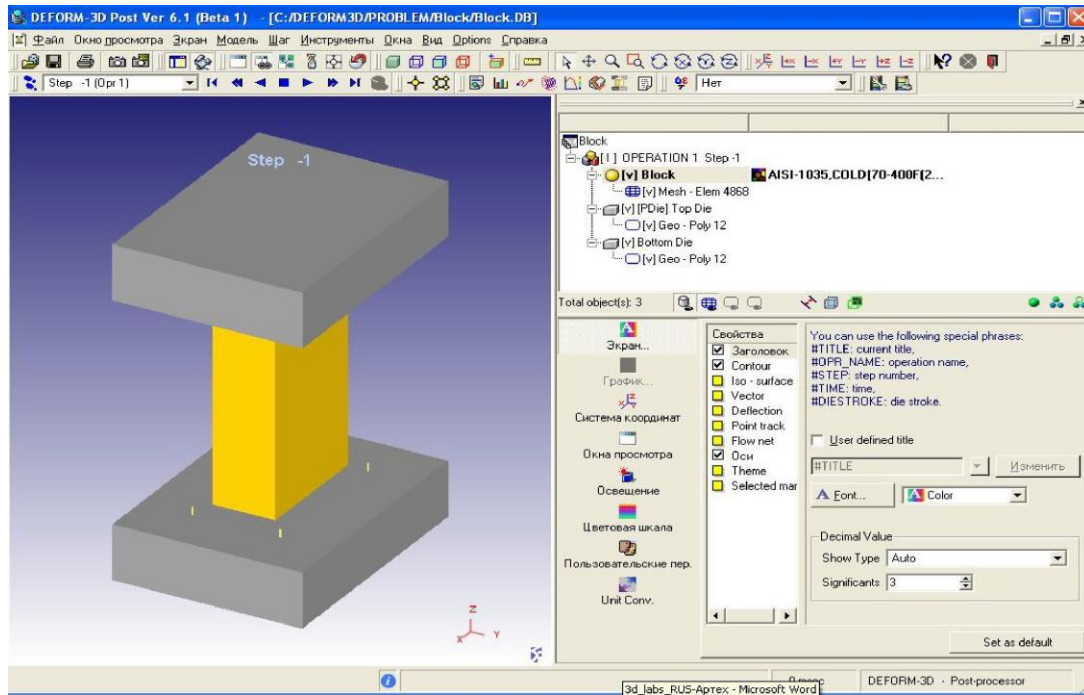 DEFORM-3D Post Ver 6.1 (Beta 1) - [C:/DEFORM3D/PROBLEM/Block/Block.DB]
Файл Окно просмотра Экран Модель Шаг Инструменты Окна Вид Options Справка
Step -1 (Opr 1)
Нет
Step -1
Z
X
Y
Block
[I] OPERATION 1 Step -1
[v] Block AISI-1035,COLD[70-400F(2...
[v] Mesh - Elem 4868
[v] [PDie] Top Die
[v] Geo - Poly 12
[v] Bottom Die
[v] Geo - Poly 12
Total object(s): 3
Экран...
График...
Система координат
Окна просмотра
Освещение
Цветовая шкала
Пользовательские пер.
Unit Conv.
Свойства
Заголовок
Contour
Iso - surface
Vector
Deflection
Point track
Flow net
Оси
Theme
Selected mar
You can use the following special phrases:
#TITLE: current title,
#OPR_NAME: operation name,
#STEP: step number,
#TIME: time,
#DIESTROKE: die stroke.
User defined title
#TITLE
Изменить
Font...
Color
Decimal Value
Show Type Auto
Significants 3
Set as default
DEFORM-3D - Post-processor
3d_labs_RUS-Артех - Microsoft Word